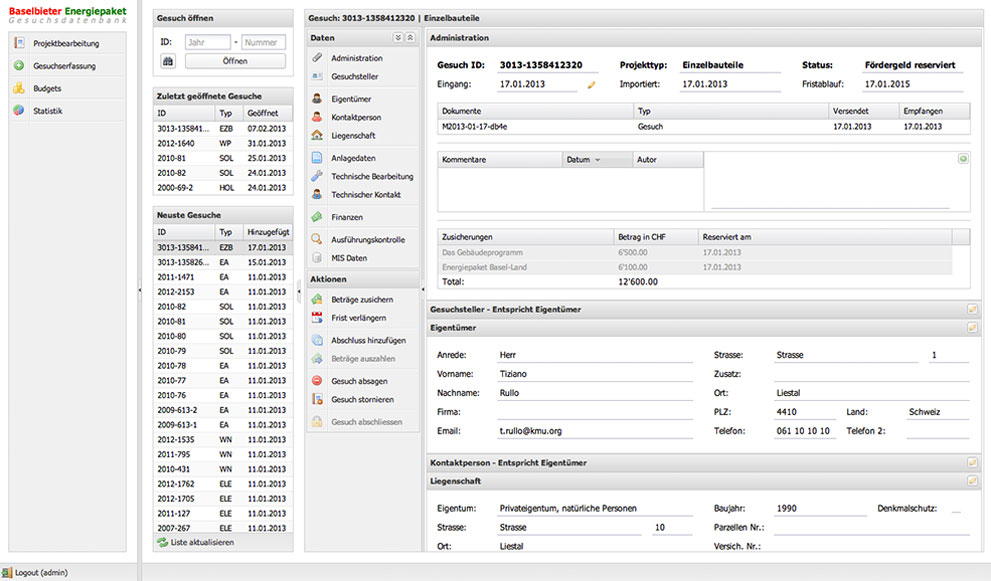 Baselbieter Energiepaket
Gesuchsdatenbank
Projektbearbeitung
Gesuchserfassung
Budgets
Statistik
Logout (admin)
Gesuch öffnen
ID: Jahr - Nummer
Öffnen
Zuletzt geöffnete Gesuche
ID Typ Geöffnet
3013-13584... EZB 07.02.2013
2012-1640 WP 31.01.2013
2010-81 SOL 25.01.2013
2010-82 SOL 24.01.2013
2000-69-2 HOL 24.01.2013
Neuste Gesuche
ID Typ Hinzugefügt
3013-13584... EZB 17.01.2013
3013-135826... EA 15.01.2013
2011-1471 EA 11.01.2013
2012-2153 EA 11.01.2013
2010-82 SOL 11.01.2013
2010-81 SOL 11.01.2013
2010-80 SOL 11.01.2013
2010-79 SOL 11.01.2013
2010-78 EA 11.01.2013
2010-77 EA 11.01.2013
2010-76 EA 11.01.2013
2009-613-2 EA 11.01.2013
2009-613-1 EA 11.01.2013
2012-1535 WN 11.01.2013
2011-795 WN 11.01.2013
2010-431 WN 11.01.2013
2012-1762 ELE 11.01.2013
2012-1705 ELE 11.01.2013
2011-127 ELE 11.01.2013
2007-267 ELE 11.01.2013
Liste aktualisieren
Gesuch: 3013-1358412320 | Einzelbauteile
Daten
Administration
Gesuchsteller
Eigentümer
Kontaktperson
Liegenschaft
Anlagedaten
Technische Bearbeitung
Technischer Kontakt
Finanzen
Ausführungskontrolle
MIS Daten
Aktionen
Beträge zusichern
Frist verlängern
Abschluss hinzufügen
Beträge auszahlen
Gesuch absagen
Gesuch stornieren
Gesuch abschliessen
Administration
Gesuch ID: 3013-1358412320 Projekttyp: Einzelbauteile Status: Fördergeld reserviert
Eingang: 17.01.2013 Importiert: 17.01.2013 Fristablauf: 17.01.2015
Dokumente Typ Versendet Empfangen
M2013-01-17-db4e Gesuch 17.01.2013 17.01.2013
Kommentare Datum Autor
Zusicherungen Betrag in CHF Reserviert am
Das Gebäudeprogramm 6'500.00 17.01.2013
Energiepaket Basel-Land 6'100.00 17.01.2013
Total: 12'600.00
Gesuchsteller - Entspricht Eigentümer
Eigentümer
Anrede: Herr Strasse: Strasse 1
Vorname: Tiziano Zusatz:
Nachname: Rullo Ort: Liestal
Firma: PLZ: 4410 Land: Schweiz
Email: t.rullo@kmu.org Telefon: 061 10 10 10 Telefon 2:
Kontaktperson - Entspricht Eigentümer
Liegenschaft
Eigentum: Privateigentum, natürliche Personen Baujahr: 1990 Denkmalschutz:
Strasse: Strasse 10 Parzellen Nr.:
Ort: Liestal Versich. Nr.: